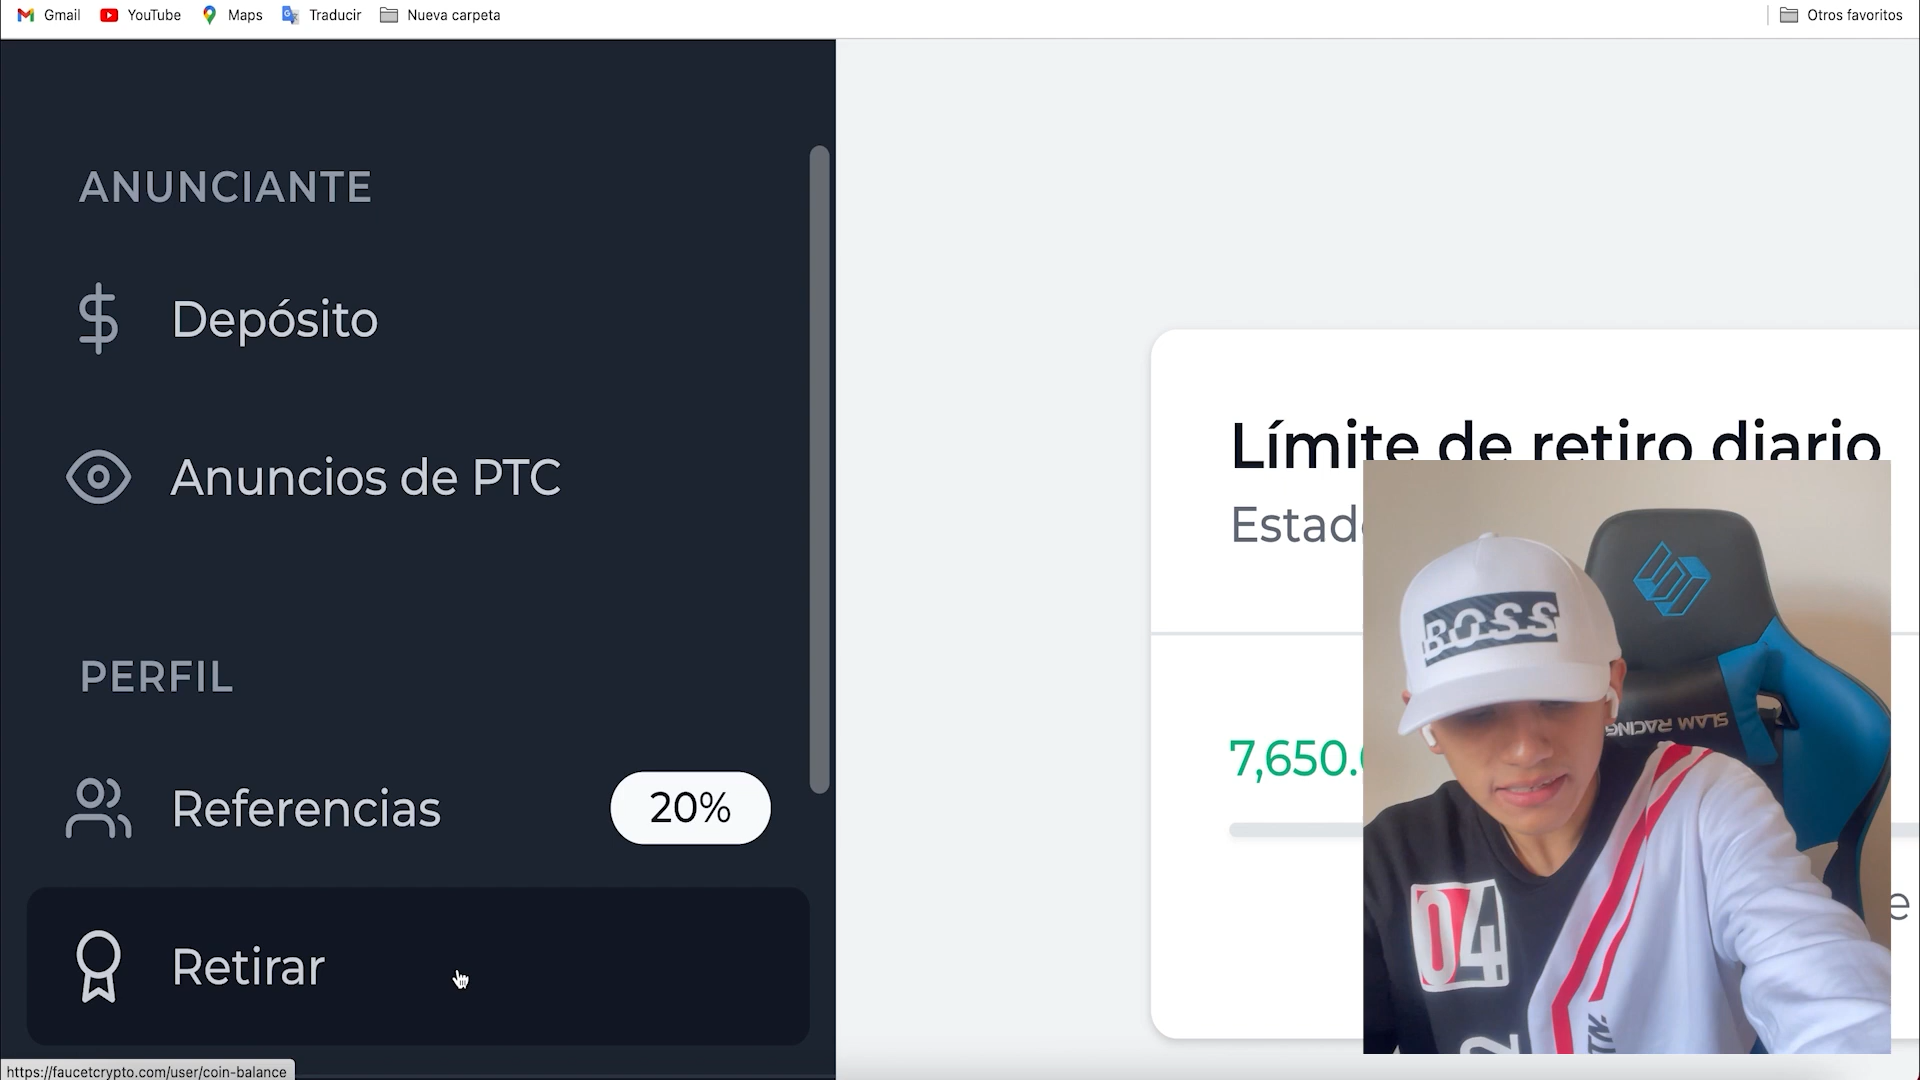 Gmail
YouTube
Maps
Traducir
Nueva carpeta
Otros favoritos
ANUNCIANTE
Depósito
Anuncios de PTC
PERFIL
Referencias
20%
Retirar
https://faucetcrypto.com/user/coin-balance
Límite de retiro diario
Estad
7,650.
e
BOSS
SLAM RACING
04
TN.